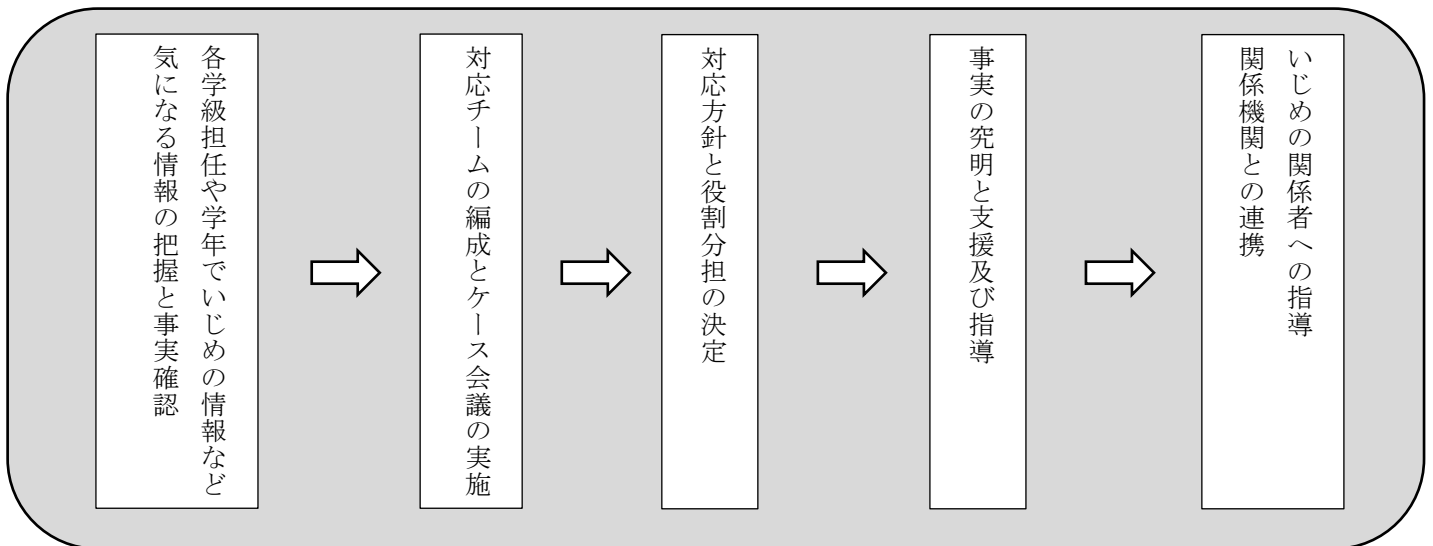 各学級担任や学年でいじめの情報など
気になる情報の把握と事実確認
対応チームの編成とケース会議の実施
対応方針と役割分担の決定
事実の究明と支援及び指導
いじめの関係者への指導
関係機関との連携